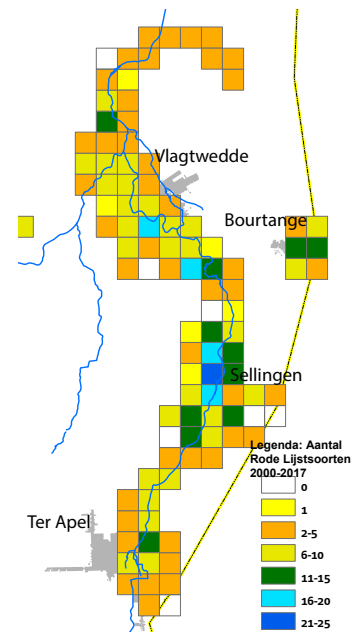 Vlagtwedde
Bourtange
Sellingen
Legenda: Aantal
Rode Lijstsoorten
2000-2017
0
1
2-5
6-10
11-15
16-20
21-25
Ter Apel